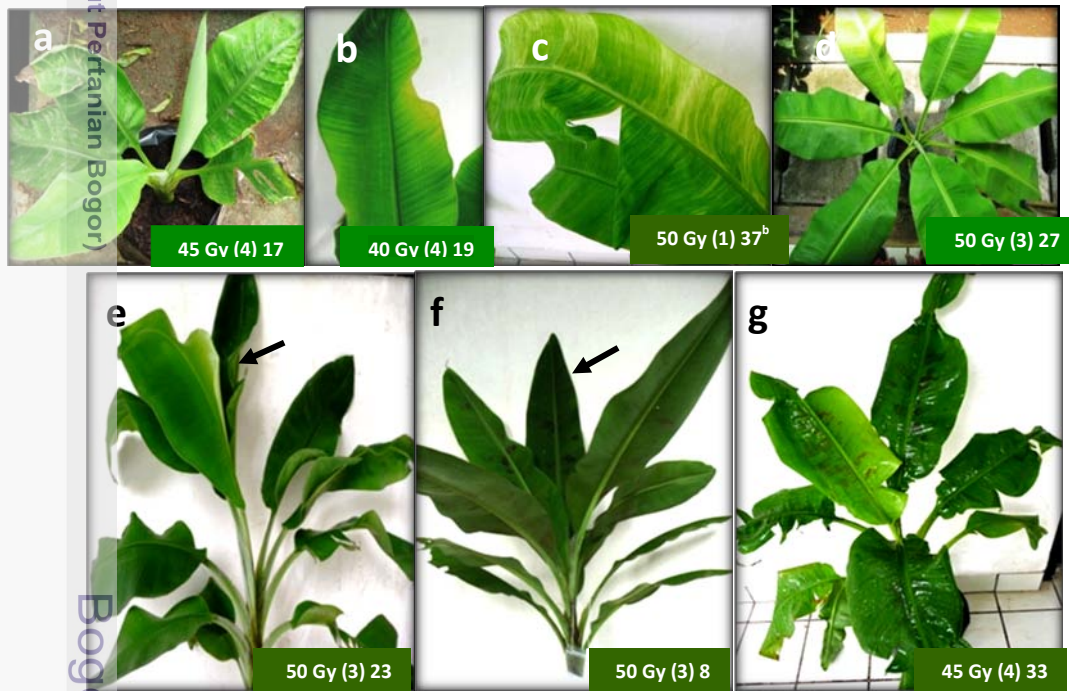 a
b
c
d
45 Gy (4) 17
40 Gy (4) 19
50 Gy (1) 37ᵇ
50 Gy (3) 27
e
f
g
50 Gy (3) 23
50 Gy (3) 8
45 Gy (4) 33
Pertanian Bogor)